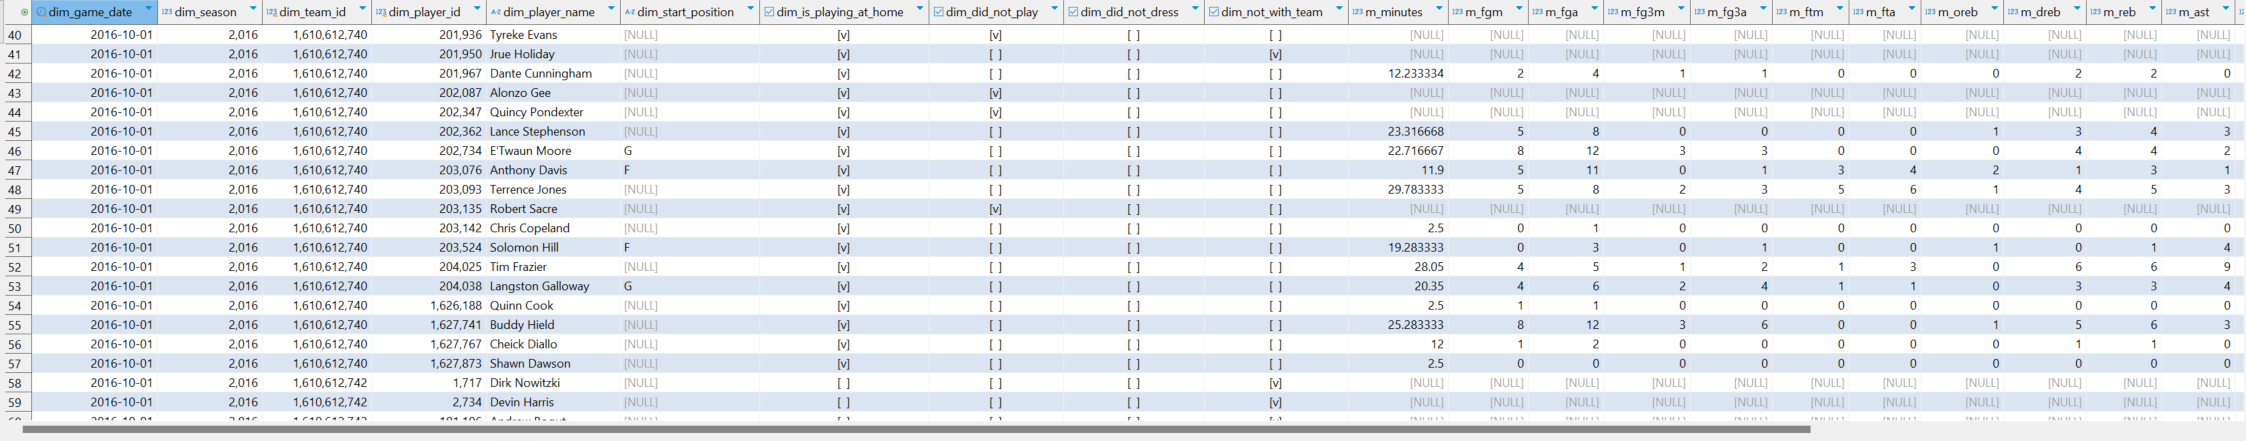 dim_game_date 123 dim_season 123 dim_team_id 123 dim_player_id A-Z dim_player_name A-Z dim_start_position dim_is_playing_at_home dim_did_not_play dim_did_not_dress dim_not_with_team 123 m_minutes 123 m_fgm 123 m_fga 123 m_fg3m 123 m_fg3a 123 m_ftm 123 m_fta 123 m_oreb 123 m_dreb 123 m_reb 123 m_ast
40 2016-10-01 2,016 1,610,612,740 201,936 Tyreke Evans [NULL] [v] [v] [ ] [ ] [NULL] [NULL] [NULL] [NULL] [NULL] [NULL] [NULL] [NULL] [NULL] [NULL] [NULL]
41 2016-10-01 2,016 1,610,612,740 201,950 Jrue Holiday [NULL] [v] [ ] [ ] [v] [NULL] [NULL] [NULL] [NULL] [NULL] [NULL] [NULL] [NULL] [NULL] [NULL] [NULL]
42 2016-10-01 2,016 1,610,612,740 201,967 Dante Cunningham [NULL] [v] [ ] [ ] [ ] 12.233334 2 4 1 1 0 0 0 2 2 0
43 2016-10-01 2,016 1,610,612,740 202,087 Alonzo Gee [NULL] [v] [v] [ ] [ ] [NULL] [NULL] [NULL] [NULL] [NULL] [NULL] [NULL] [NULL] [NULL] [NULL] [NULL]
44 2016-10-01 2,016 1,610,612,740 202,347 Quincy Pondexter [NULL] [v] [v] [ ] [ ] [NULL] [NULL] [NULL] [NULL] [NULL] [NULL] [NULL] [NULL] [NULL] [NULL] [NULL]
45 2016-10-01 2,016 1,610,612,740 202,362 Lance Stephenson [NULL] [v] [ ] [ ] [ ] 23.316668 5 8 0 0 0 0 1 3 4 3
46 2016-10-01 2,016 1,610,612,740 202,734 E'Twaun Moore G [v] [ ] [ ] [ ] 22.716667 8 12 3 3 0 0 0 4 4 2
47 2016-10-01 2,016 1,610,612,740 203,076 Anthony Davis F [v] [ ] [ ] [ ] 11.9 5 11 0 1 3 4 2 1 3 1
48 2016-10-01 2,016 1,610,612,740 203,093 Terrence Jones [NULL] [v] [ ] [ ] [ ] 29.783333 5 8 2 3 5 6 1 4 5 3
49 2016-10-01 2,016 1,610,612,740 203,135 Robert Sacre [NULL] [v] [v] [ ] [ ] [NULL] [NULL] [NULL] [NULL] [NULL] [NULL] [NULL] [NULL] [NULL] [NULL] [NULL]
50 2016-10-01 2,016 1,610,612,740 203,142 Chris Copeland [NULL] [v] [ ] [ ] [ ] 2.5 0 1 0 0 0 0 0 0 0 0
51 2016-10-01 2,016 1,610,612,740 203,524 Solomon Hill F [v] [ ] [ ] [ ] 19.283333 0 3 0 1 0 0 1 0 1 4
52 2016-10-01 2,016 1,610,612,740 204,025 Tim Frazier [NULL] [v] [ ] [ ] [ ] 28.05 4 5 1 2 1 3 0 6 6 9
53 2016-10-01 2,016 1,610,612,740 204,038 Langston Galloway G [v] [ ] [ ] [ ] 20.35 4 6 2 4 1 1 0 3 3 4
54 2016-10-01 2,016 1,610,612,740 1,626,188 Quinn Cook [NULL] [v] [ ] [ ] [ ] 2.5 1 1 0 0 0 0 0 0 0 0
55 2016-10-01 2,016 1,610,612,740 1,627,741 Buddy Hield [NULL] [v] [ ] [ ] [ ] 25.283333 8 12 3 6 0 0 1 5 6 3
56 2016-10-01 2,016 1,610,612,740 1,627,767 Cheick Diallo [NULL] [v] [ ] [ ] [ ] 12 1 2 0 0 0 0 0 1 1 0
57 2016-10-01 2,016 1,610,612,740 1,627,873 Shawn Dawson [NULL] [v] [ ] [ ] [ ] 2.5 0 0 0 0 0 0 0 0 0 0
58 2016-10-01 2,016 1,610,612,742 1,717 Dirk Nowitzki [NULL] [ ] [ ] [ ] [v] [NULL] [NULL] [NULL] [NULL] [NULL] [NULL] [NULL] [NULL] [NULL] [NULL] [NULL]
59 2016-10-01 2,016 1,610,612,742 2,734 Devin Harris [NULL] [ ] [ ] [ ] [v] [NULL] [NULL] [NULL] [NULL] [NULL] [NULL] [NULL] [NULL] [NULL] [NULL] [NULL]